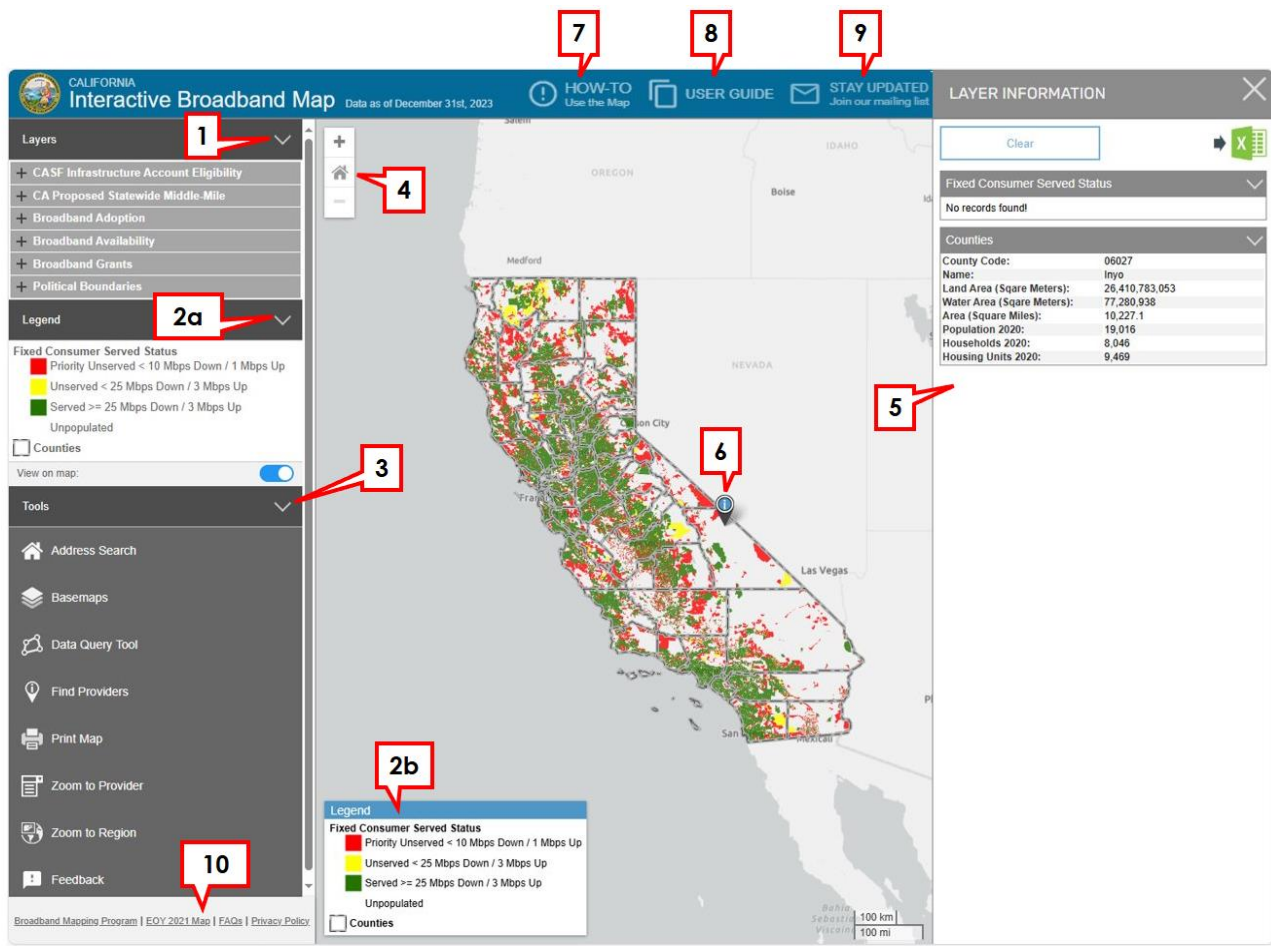 7
8
9
CALIFORNIA
Interactive Broadband Map Data as of December 31st, 2023
HOW-TO
Use the Map
USER GUIDE
STAY UPDATED
Join our mailing list
LAYER INFORMATION
Layers
1
+ CASF Infrastructure Account Eligibility
+ CA Proposed Statewide Middle-Mile
+ Broadband Adoption
+ Broadband Availability
+ Broadband Grants
+ Political Boundaries
Legend
2a
Fixed Consumer Served Status
Priority Unserved < 10 Mbps Down / 1 Mbps Up
Unserved < 25 Mbps Down / 3 Mbps Up
Served >= 25 Mbps Down / 3 Mbps Up
Unpopulated
Counties
View on map:
Tools
3
Address Search
Basemaps
Data Query Tool
Find Providers
Print Map
Zoom to Provider
Zoom to Region
Feedback
10
Broadband Mapping Program | EOY 2021 Map | FAQs | Privacy Policy
+
−
4
Salem
OREGON
IDAHO
Boise
Medford
NEVADA
6
Las Vegas
Mexicali
2b
Legend
Fixed Consumer Served Status
Priority Unserved < 10 Mbps Down / 1 Mbps Up
Unserved < 25 Mbps Down / 3 Mbps Up
Served >= 25 Mbps Down / 3 Mbps Up
Unpopulated
Counties
Bahia
100 km
100 mi
Clear
X
Fixed Consumer Served Status
No records found!
Counties
County Code: 06027
Name: Inyo
Land Area (Sqare Meters): 26,410,783,053
Water Area (Sqare Meters): 77,280,938
Area (Square Miles): 10,227.1
Population 2020: 19,016
Households 2020: 8,046
Housing Units 2020: 9,469
5